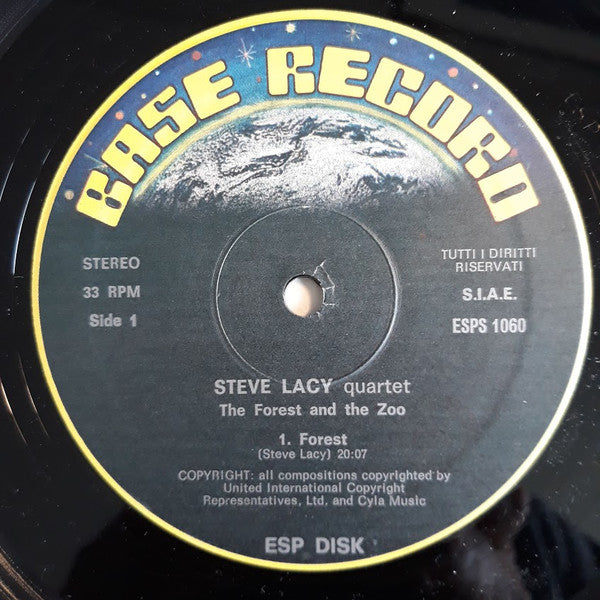 BASE RECORD
STEREO
33 RPM
Side 1
TUTTI I DIRITTI
RISERVATI
S.I.A.E.
ESPS 1060
STEVE LACY quartet
The Forest and the Zoo
1. Forest
(Steve Lacy) 20:07
COPYRIGHT: all compositions copyrighted by
United International Copyright
Representatives, Ltd. and Cyla Music
ESP DISK